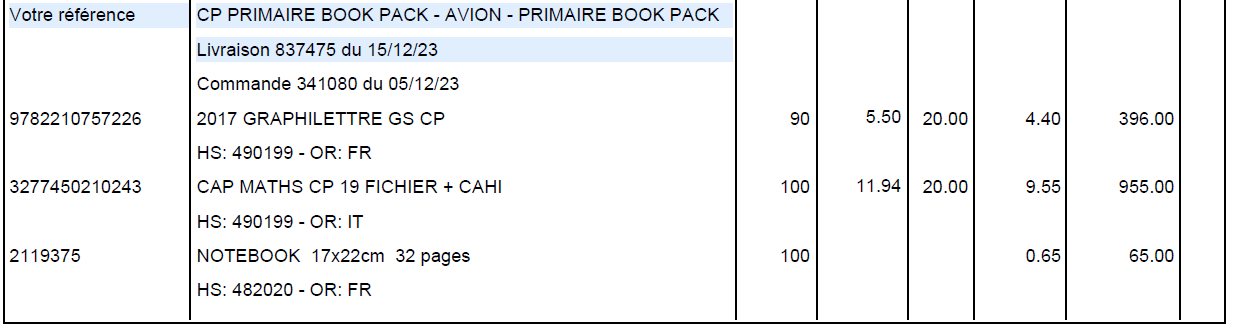 Votre référence CP PRIMAIRE BOOK PACK - AVION - PRIMAIRE BOOK PACK
Livraison 837475 du 15/12/23
Commande 341080 du 05/12/23
9782210757226 2017 GRAPHILETTRE GS CP 90 5.50 20.00 4.40 396.00
HS: 490199 - OR: FR
3277450210243 CAP MATHS CP 19 FICHIER + CAHI 100 11.94 20.00 9.55 955.00
HS: 490199 - OR: IT
2119375 NOTEBOOK 17x22cm 32 pages 100 0.65 65.00
HS: 482020 - OR: FR